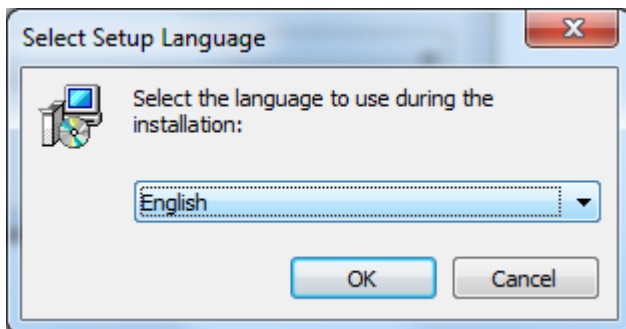 Select Setup Language
Select the language to use during the
installation:
English
OK
Cancel